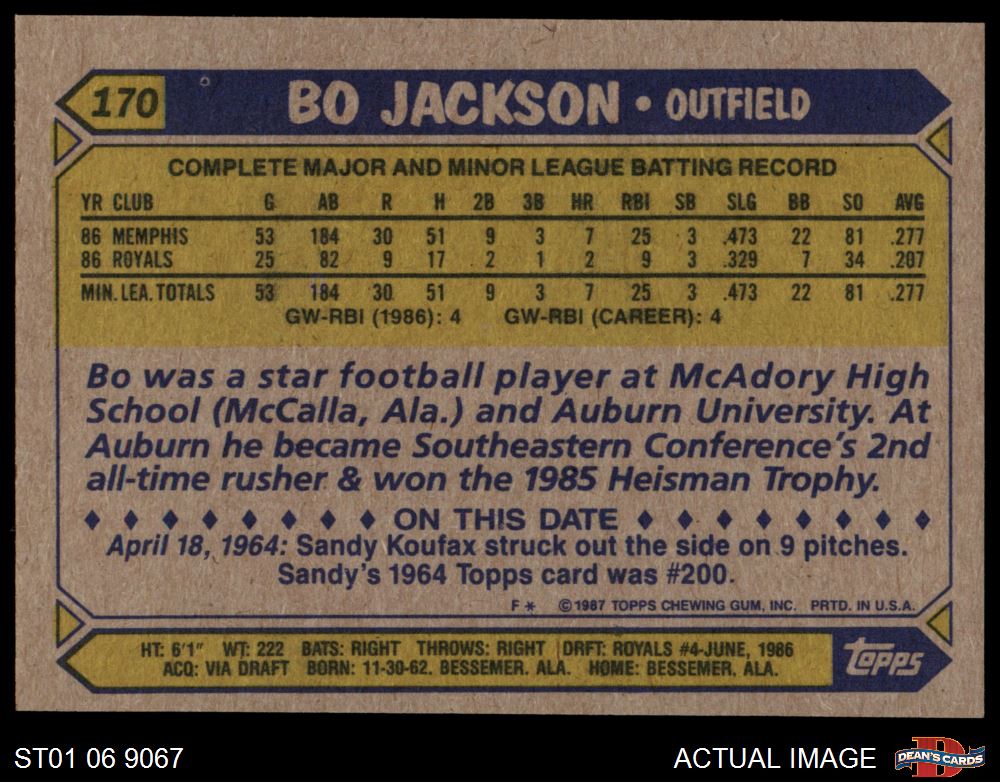 170 BO JACKSON • OUTFIELD
COMPLETE MAJOR AND MINOR LEAGUE BATTING RECORD
YR CLUB G AB R H 2B 3B HR RBI SB SLG BB SO AVG
86 MEMPHIS 53 184 30 51 9 3 7 25 3 .473 22 81 .277
86 ROYALS 25 82 9 17 2 1 2 9 3 .329 7 34 .207
MIN. LEA. TOTALS 53 184 30 51 9 3 7 25 3 .473 22 81 .277
GW-RBI (1986): 4 GW-RBI (CAREER): 4
Bo was a star football player at McAdory High
School (McCalla, Ala.) and Auburn University. At
Auburn he became Southeastern Conference's 2nd
all-time rusher & won the 1985 Heisman Trophy.
♦ ♦ ♦ ♦ ♦ ♦ ♦ ♦ ON THIS DATE ♦ ♦ ♦ ♦ ♦ ♦ ♦ ♦
April 18, 1964: Sandy Koufax struck out the side on 9 pitches.
Sandy's 1964 Topps card was #200.
F * ©1987 TOPPS CHEWING GUM, INC. PRTD. IN U.S.A.
HT: 6'1" WT: 222 BATS: RIGHT THROWS: RIGHT DRFT: ROYALS #4-JUNE, 1986
ACQ: VIA DRAFT BORN: 11-30-62, BESSEMER, ALA. HOME: BESSEMER, ALA.
Topps
ST01 06 9067
ACTUAL IMAGE
D
DEAN'S CARDS